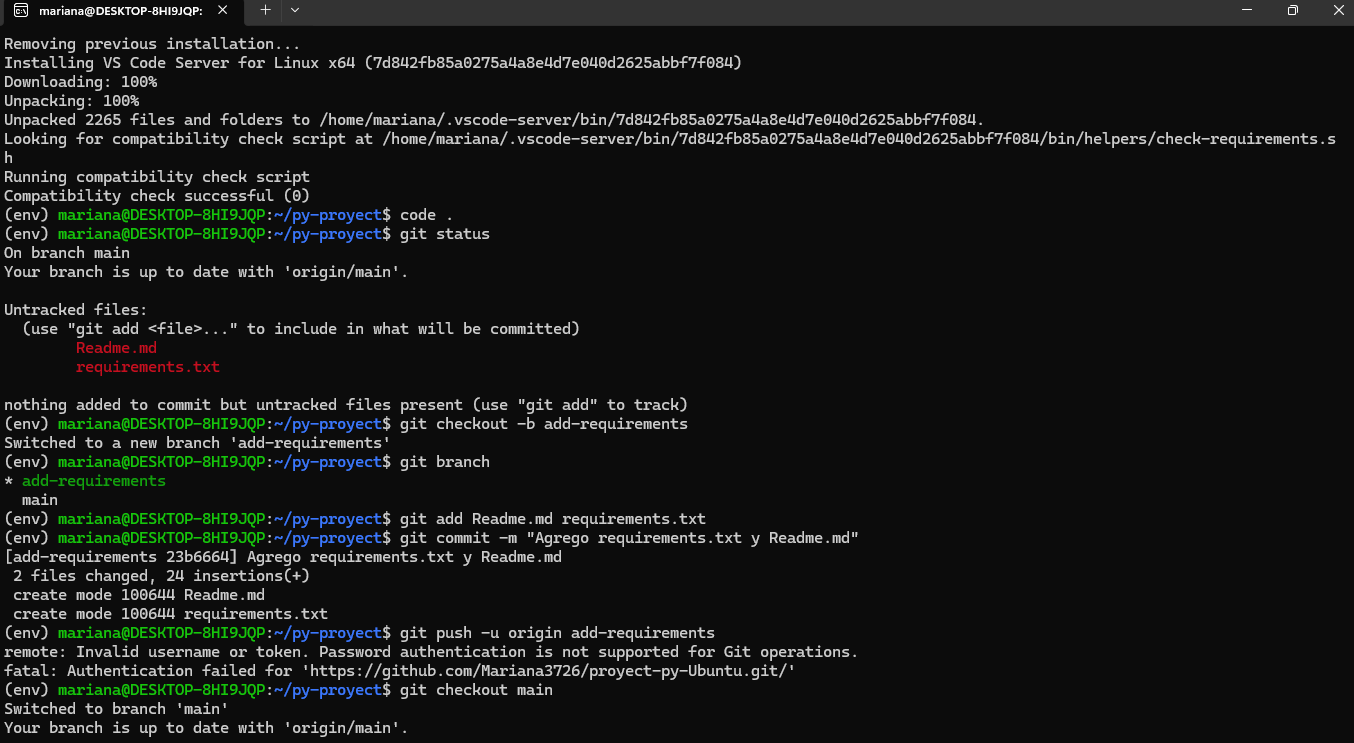 mariana@DESKTOP-8HI9JQP:
Removing previous installation...
Installing VS Code Server for Linux x64 (7d842fb85a0275a4a8e4d7e040d2625abbf7f084)
Downloading: 100%
Unpacking: 100%
Unpacked 2265 files and folders to /home/mariana/.vscode-server/bin/7d842fb85a0275a4a8e4d7e040d2625abbf7f084.
Looking for compatibility check script at /home/mariana/.vscode-server/bin/7d842fb85a0275a4a8e4d7e040d2625abbf7f084/bin/helpers/check-requirements.s
h
Running compatibility check script
Compatibility check successful (0)
(env) mariana@DESKTOP-8HI9JQP:~/py-proyect$ code .
(env) mariana@DESKTOP-8HI9JQP:~/py-proyect$ git status
On branch main
Your branch is up to date with 'origin/main'.
Untracked files:
  (use "git add <file>..." to include in what will be committed)
        Readme.md
        requirements.txt
nothing added to commit but untracked files present (use "git add" to track)
(env) mariana@DESKTOP-8HI9JQP:~/py-proyect$ git checkout -b add-requirements
Switched to a new branch 'add-requirements'
(env) mariana@DESKTOP-8HI9JQP:~/py-proyect$ git branch
* add-requirements
  main
(env) mariana@DESKTOP-8HI9JQP:~/py-proyect$ git add Readme.md requirements.txt
(env) mariana@DESKTOP-8HI9JQP:~/py-proyect$ git commit -m "Agrego requirements.txt y Readme.md"
[add-requirements 23b6664] Agrego requirements.txt y Readme.md
 2 files changed, 24 insertions(+)
 create mode 100644 Readme.md
 create mode 100644 requirements.txt
(env) mariana@DESKTOP-8HI9JQP:~/py-proyect$ git push -u origin add-requirements
remote: Invalid username or token. Password authentication is not supported for Git operations.
fatal: Authentication failed for 'https://github.com/Mariana3726/proyect-py-Ubuntu.git/'
(env) mariana@DESKTOP-8HI9JQP:~/py-proyect$ git checkout main
Switched to branch 'main'
Your branch is up to date with 'origin/main'.